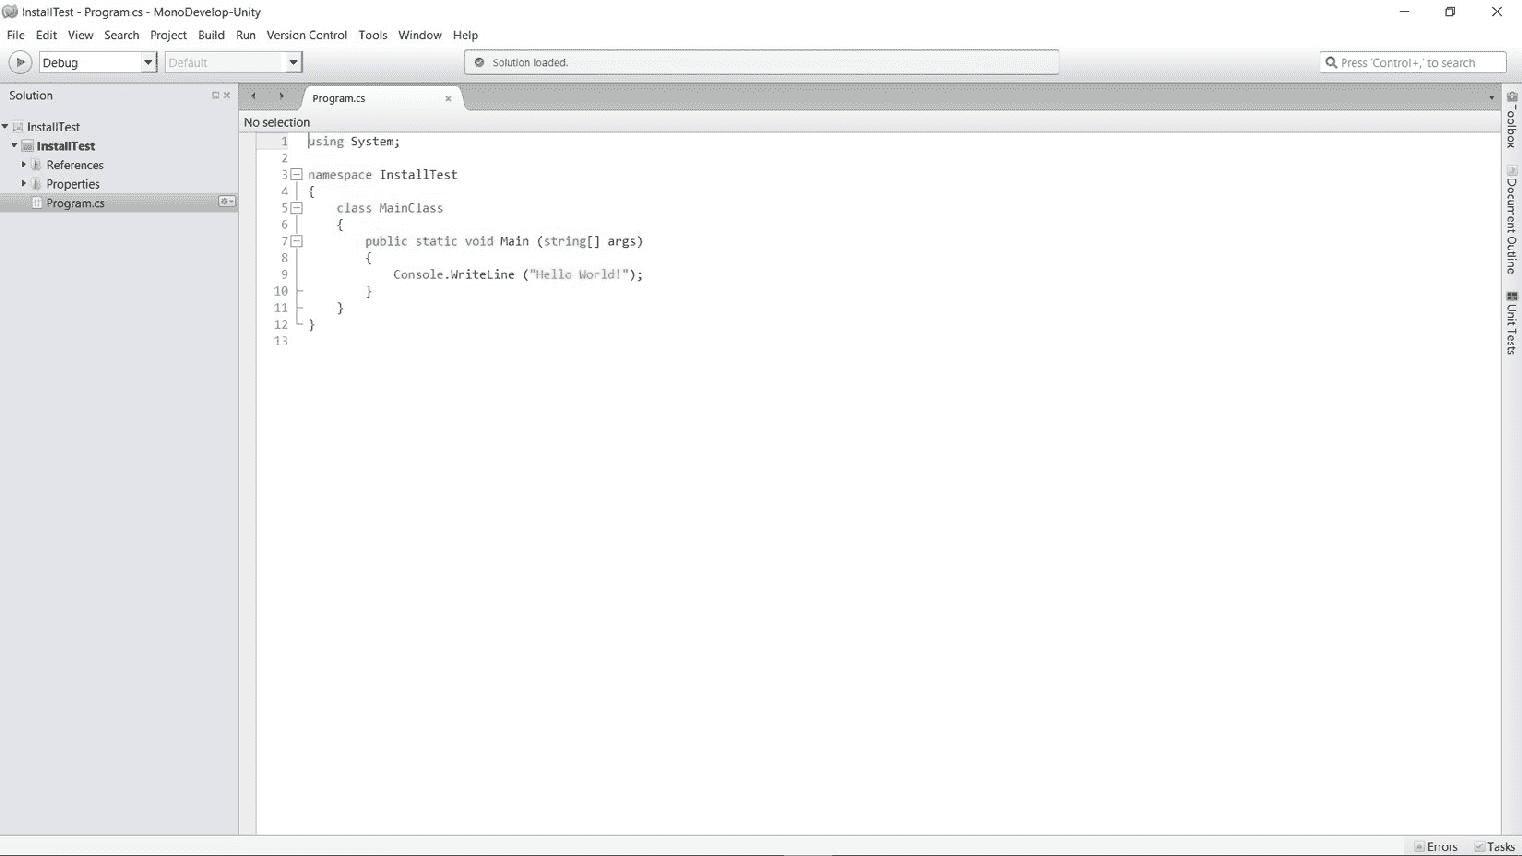 InstallTest - Program.cs - MonoDevelop-Unity
File Edit View Search Project Build Run Version Control Tools Window Help
Debug Default Solution loaded. Press 'Control+,' to search
Solution
Program.cs
No selection
InstallTest
InstallTest
References
Properties
Program.cs
1 using System;
2
3 namespace InstallTest
4 {
5 class MainClass
6 {
7 public static void Main (string[] args)
8 {
9 Console.WriteLine ("Hello World!");
10 }
11 }
12 }
13
Toolbox
Document Outline
Unit Tests
Errors Tasks